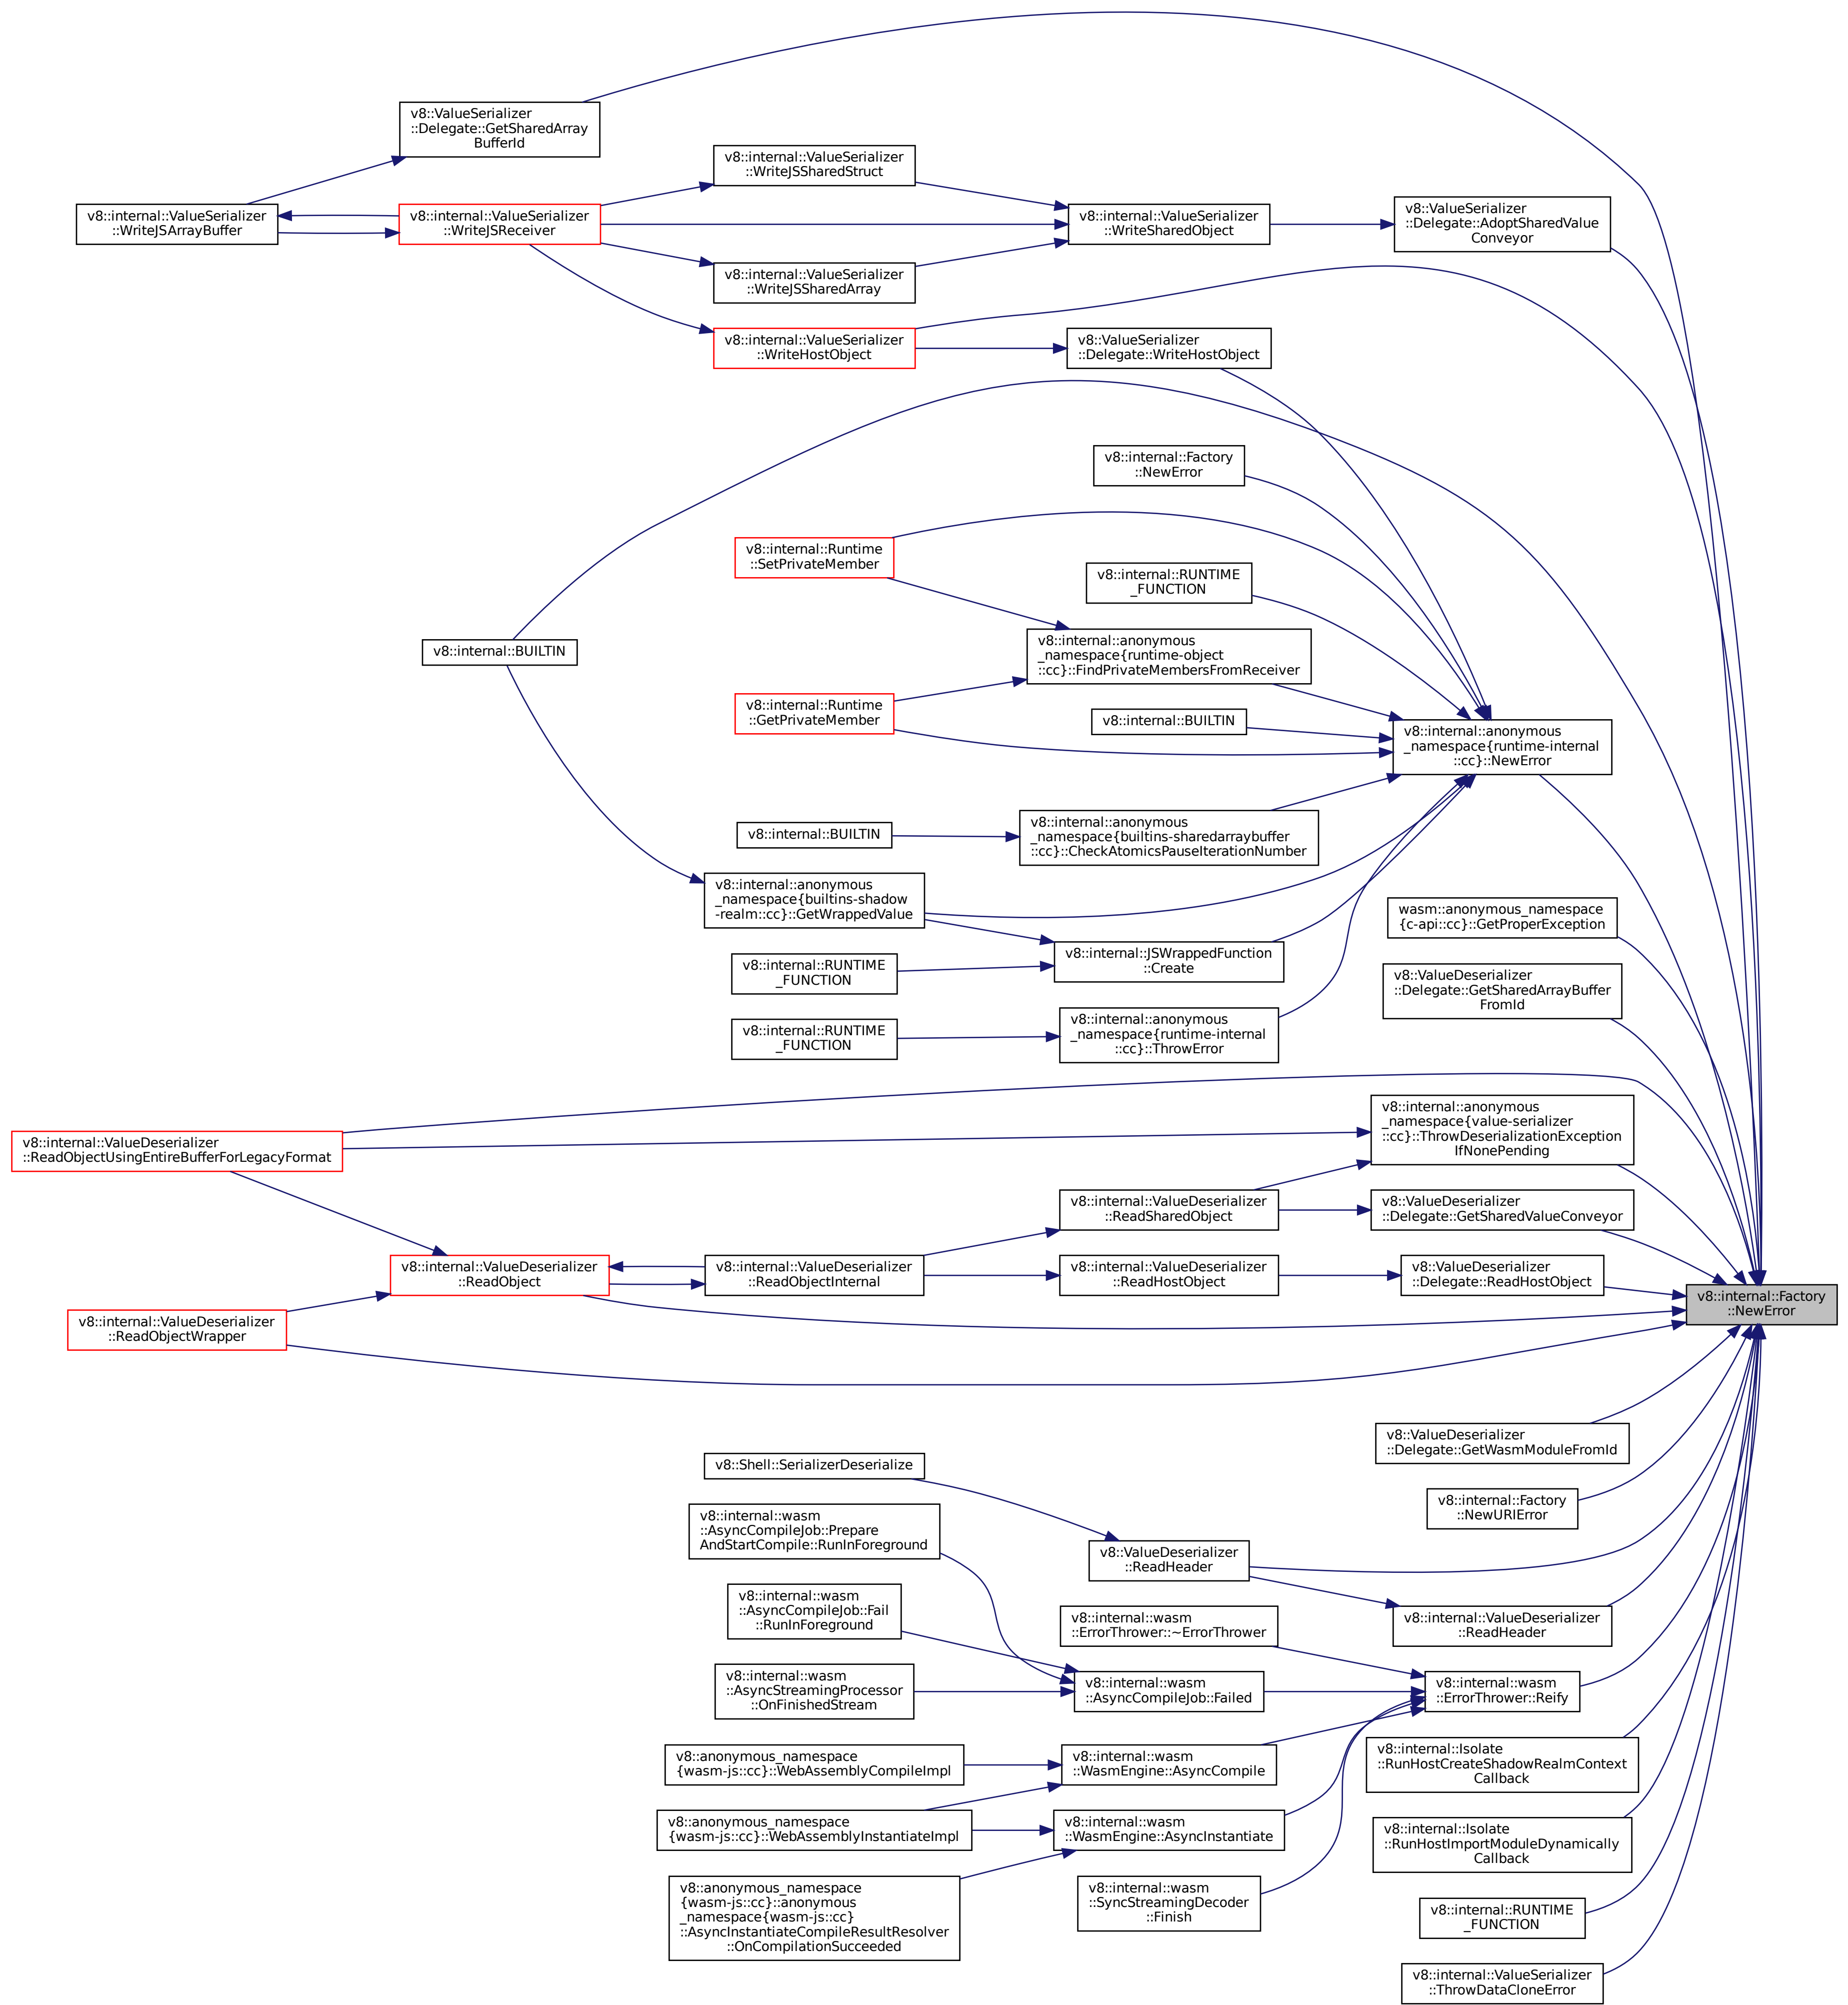 v8::ValueSerializer
::Delegate::GetSharedArray
BufferId
v8::internal::ValueSerializer
::WriteJSSharedStruct
v8::internal::ValueSerializer
::WriteJSArrayBuffer
v8::internal::ValueSerializer
::WriteJSReceiver
v8::internal::ValueSerializer
::WriteSharedObject
v8::ValueSerializer
::Delegate::AdoptSharedValue
Conveyor
v8::internal::ValueSerializer
::WriteJSSharedArray
v8::internal::ValueSerializer
::WriteHostObject
v8::ValueSerializer
::Delegate::WriteHostObject
v8::internal::Factory
::NewError
v8::internal::Runtime
::SetPrivateMember
v8::internal::RUNTIME
_FUNCTION
v8::internal::BUILTIN
v8::internal::anonymous
_namespace{runtime-object
::cc}::FindPrivateMembersFromReceiver
v8::internal::Runtime
::GetPrivateMember
v8::internal::BUILTIN
v8::internal::anonymous
_namespace{runtime-internal
::cc}::NewError
v8::internal::BUILTIN
v8::internal::anonymous
_namespace{builtins-sharedarraybuffer
::cc}::CheckAtomicsPauseIterationNumber
v8::internal::anonymous
_namespace{builtins-shadow
-realm::cc}::GetWrappedValue
wasm::anonymous_namespace
{c-api::cc}::GetProperException
v8::internal::RUNTIME
_FUNCTION
v8::internal::JSWrappedFunction
::Create
v8::ValueDeserializer
::Delegate::GetSharedArrayBuffer
FromId
v8::internal::RUNTIME
_FUNCTION
v8::internal::anonymous
_namespace{runtime-internal
::cc}::ThrowError
v8::internal::ValueDeserializer
::ReadObjectUsingEntireBufferForLegacyFormat
v8::internal::anonymous
_namespace{value-serializer
::cc}::ThrowDeserializationException
IfNonePending
v8::internal::ValueDeserializer
::ReadSharedObject
v8::ValueDeserializer
::Delegate::GetSharedValueConveyor
v8::internal::ValueDeserializer
::ReadObject
v8::internal::ValueDeserializer
::ReadObjectInternal
v8::internal::ValueDeserializer
::ReadHostObject
v8::ValueDeserializer
::Delegate::ReadHostObject
v8::internal::Factory
::NewError
v8::internal::ValueDeserializer
::ReadObjectWrapper
v8::ValueDeserializer
::Delegate::GetWasmModuleFromId
v8::Shell::SerializerDeserialize
v8::internal::Factory
::NewURIError
v8::internal::wasm
::AsyncCompileJob::Prepare
AndStartCompile::RunInForeground
v8::ValueDeserializer
::ReadHeader
v8::internal::wasm
::AsyncCompileJob::Fail
::RunInForeground
v8::internal::wasm
::ErrorThrower::~ErrorThrower
v8::internal::ValueDeserializer
::ReadHeader
v8::internal::wasm
::AsyncStreamingProcessor
::OnFinishedStream
v8::internal::wasm
::AsyncCompileJob::Failed
v8::internal::wasm
::ErrorThrower::Reify
v8::anonymous_namespace
{wasm-js::cc}::WebAssemblyCompileImpl
v8::internal::wasm
::WasmEngine::AsyncCompile
v8::internal::Isolate
::RunHostCreateShadowRealmContext
Callback
v8::anonymous_namespace
{wasm-js::cc}::WebAssemblyInstantiateImpl
v8::internal::wasm
::WasmEngine::AsyncInstantiate
v8::internal::Isolate
::RunHostImportModuleDynamically
Callback
v8::anonymous_namespace
{wasm-js::cc}::anonymous
_namespace{wasm-js::cc}
::AsyncInstantiateCompileResultResolver
::OnCompilationSucceeded
v8::internal::wasm
::SyncStreamingDecoder
::Finish
v8::internal::RUNTIME
_FUNCTION
v8::internal::ValueSerializer
::ThrowDataCloneError